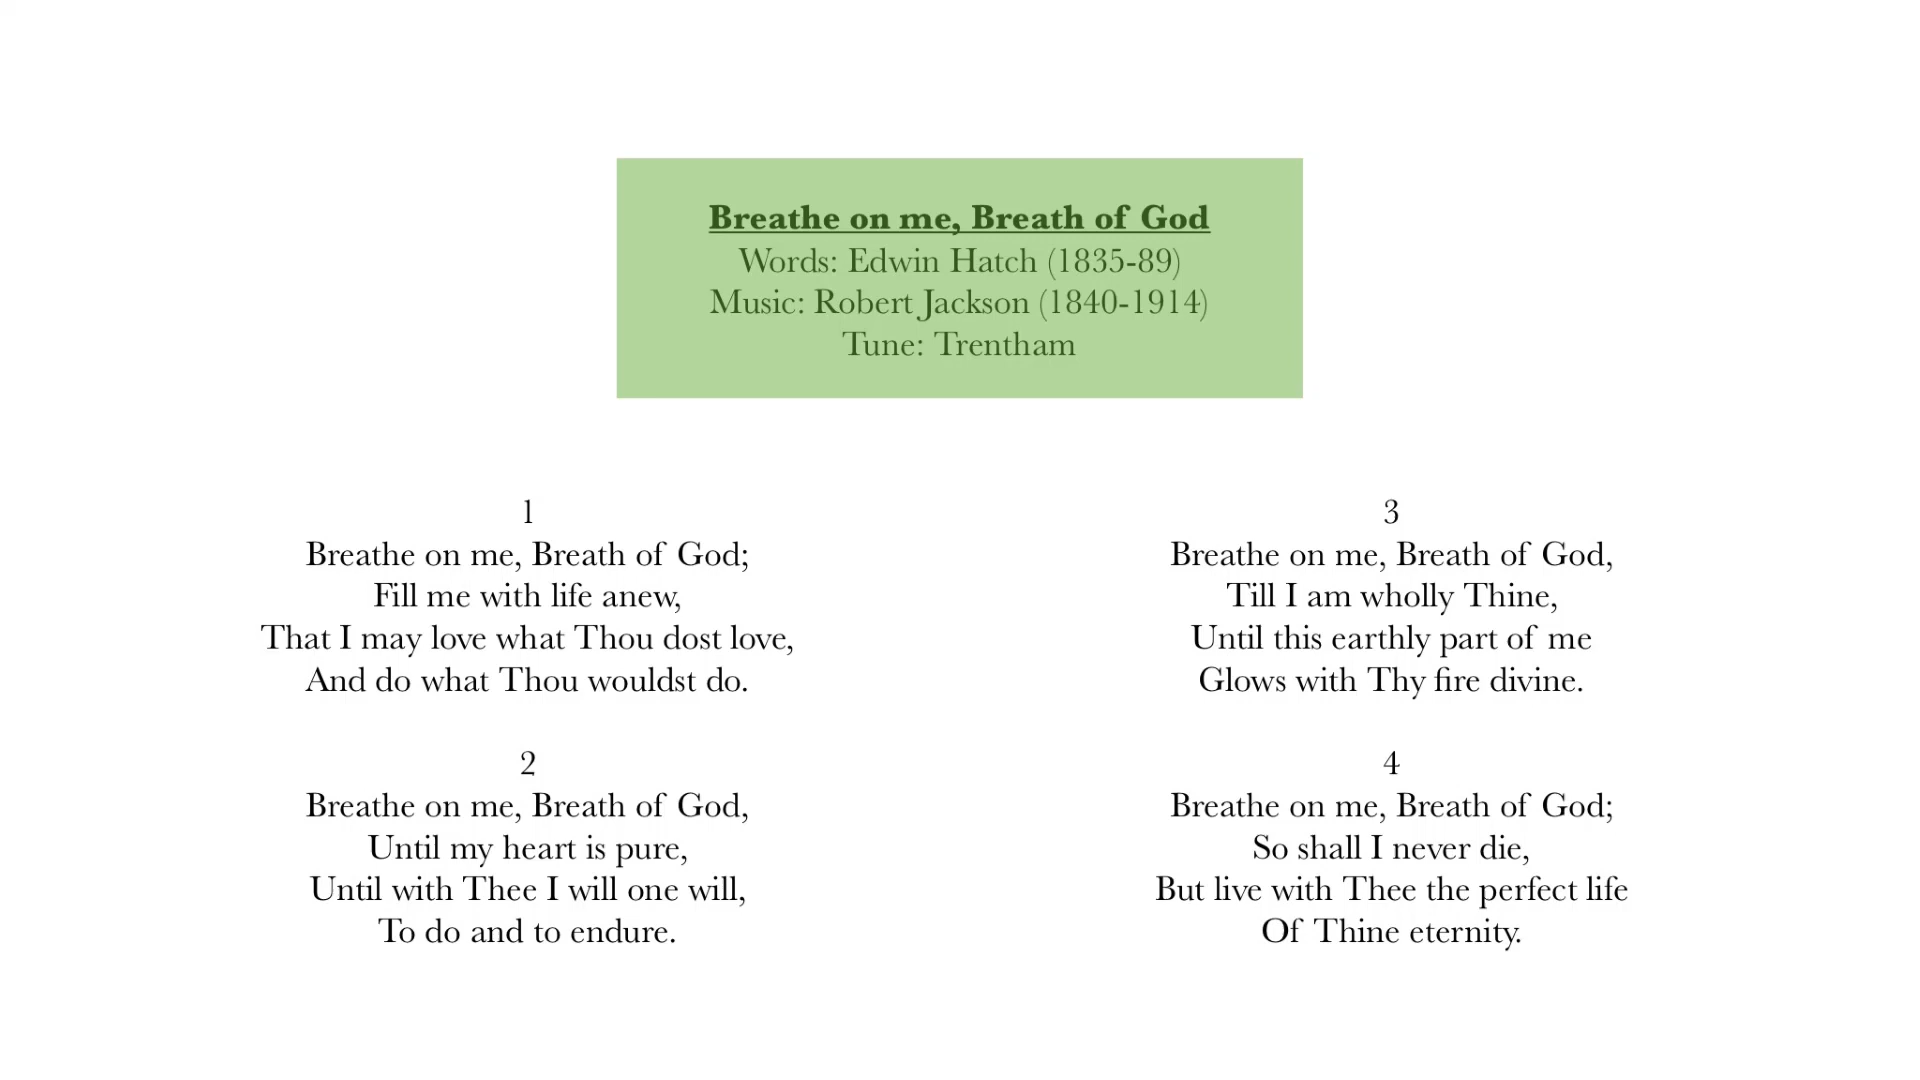 Breathe on me, Breath of God
Words: Edwin Hatch (1835-89)
Music: Robert Jackson (1840-1914)
Tune: Trentham
1
Breathe on me, Breath of God;
Fill me with life anew,
That I may love what Thou dost love,
And do what Thou wouldst do.
2
Breathe on me, Breath of God,
Until my heart is pure,
Until with Thee I will one will,
To do and to endure.
3
Breathe on me, Breath of God,
Till I am wholly Thine,
Until this earthly part of me
Glows with Thy fire divine.
4
Breathe on me, Breath of God;
So shall I never die,
But live with Thee the perfect life
Of Thine eternity.